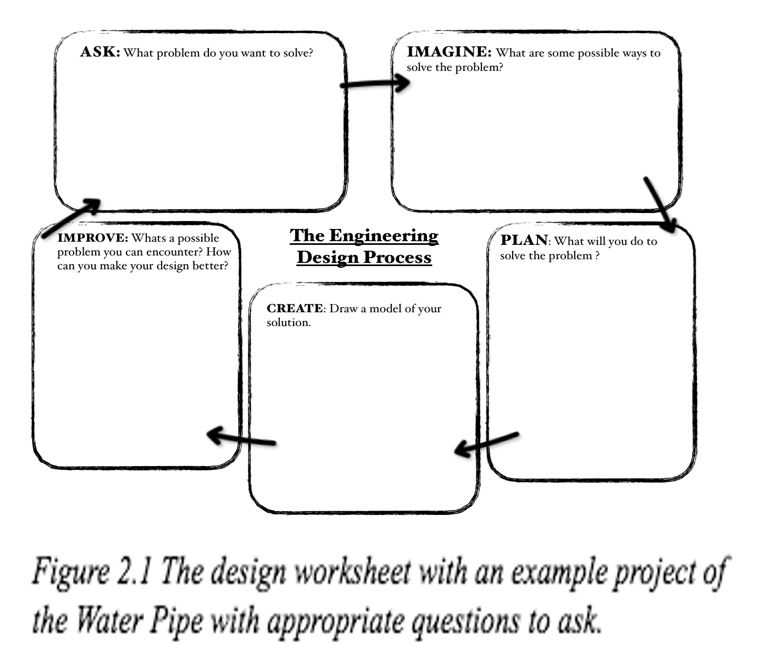 ASK: What problem do you want to solve?
IMAGINE: What are some possible ways to
solve the problem?
The Engineering
Design Process
PLAN: What will you do to
solve the problem ?
CREATE: Draw a model of your
solution.
IMPROVE: Whats a possible
problem you can encounter? How
can you make your design better?
Figure 2.1 The design worksheet with an example project of
the Water Pipe with appropriate questions to ask.